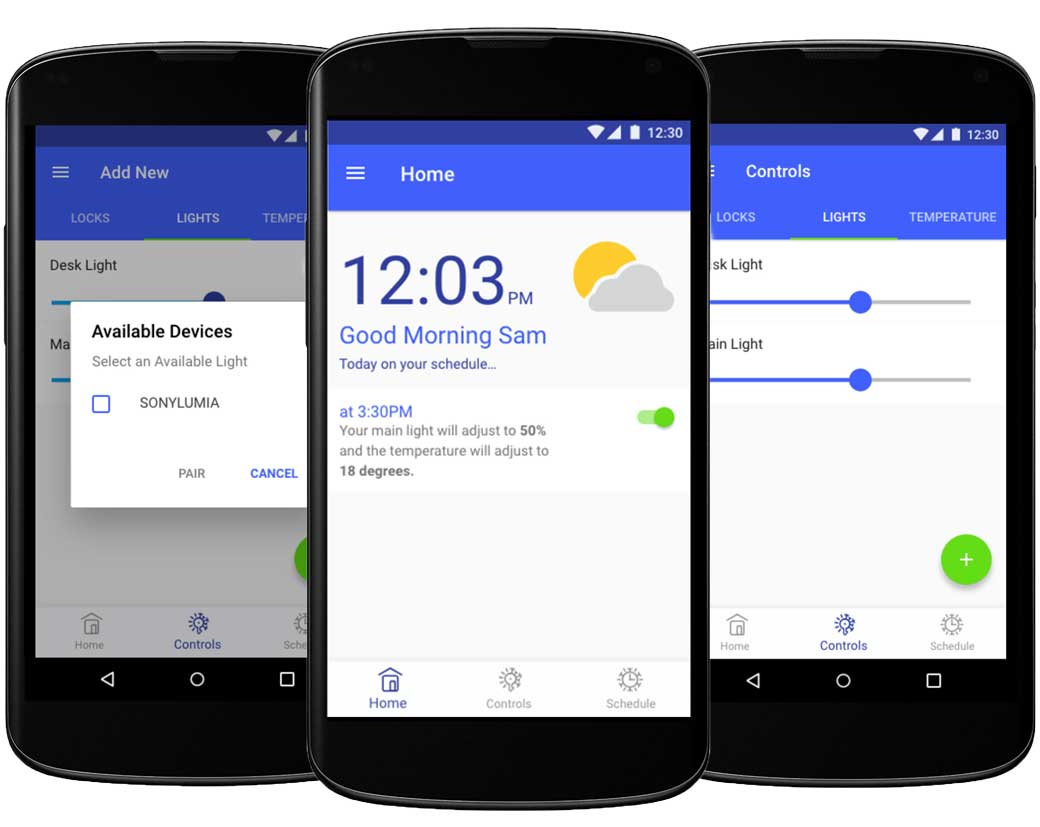 Add New
LOCKS LIGHTS TEMPER
Desk Light
Ma
Available Devices
Select an Available Light
SONYLUMIA
PAIR CANCEL
Home Controls Sche
12:30
Home
12:03 PM
Good Morning Sam
Today on your schedule...
at 3:30PM
Your main light will adjust to 50%
and the temperature will adjust to
18 degrees.
Home Controls Schedule
12:30
Controls
LOCKS LIGHTS TEMPERATURE
sk Light
ain Light
+
Home Controls Schedule